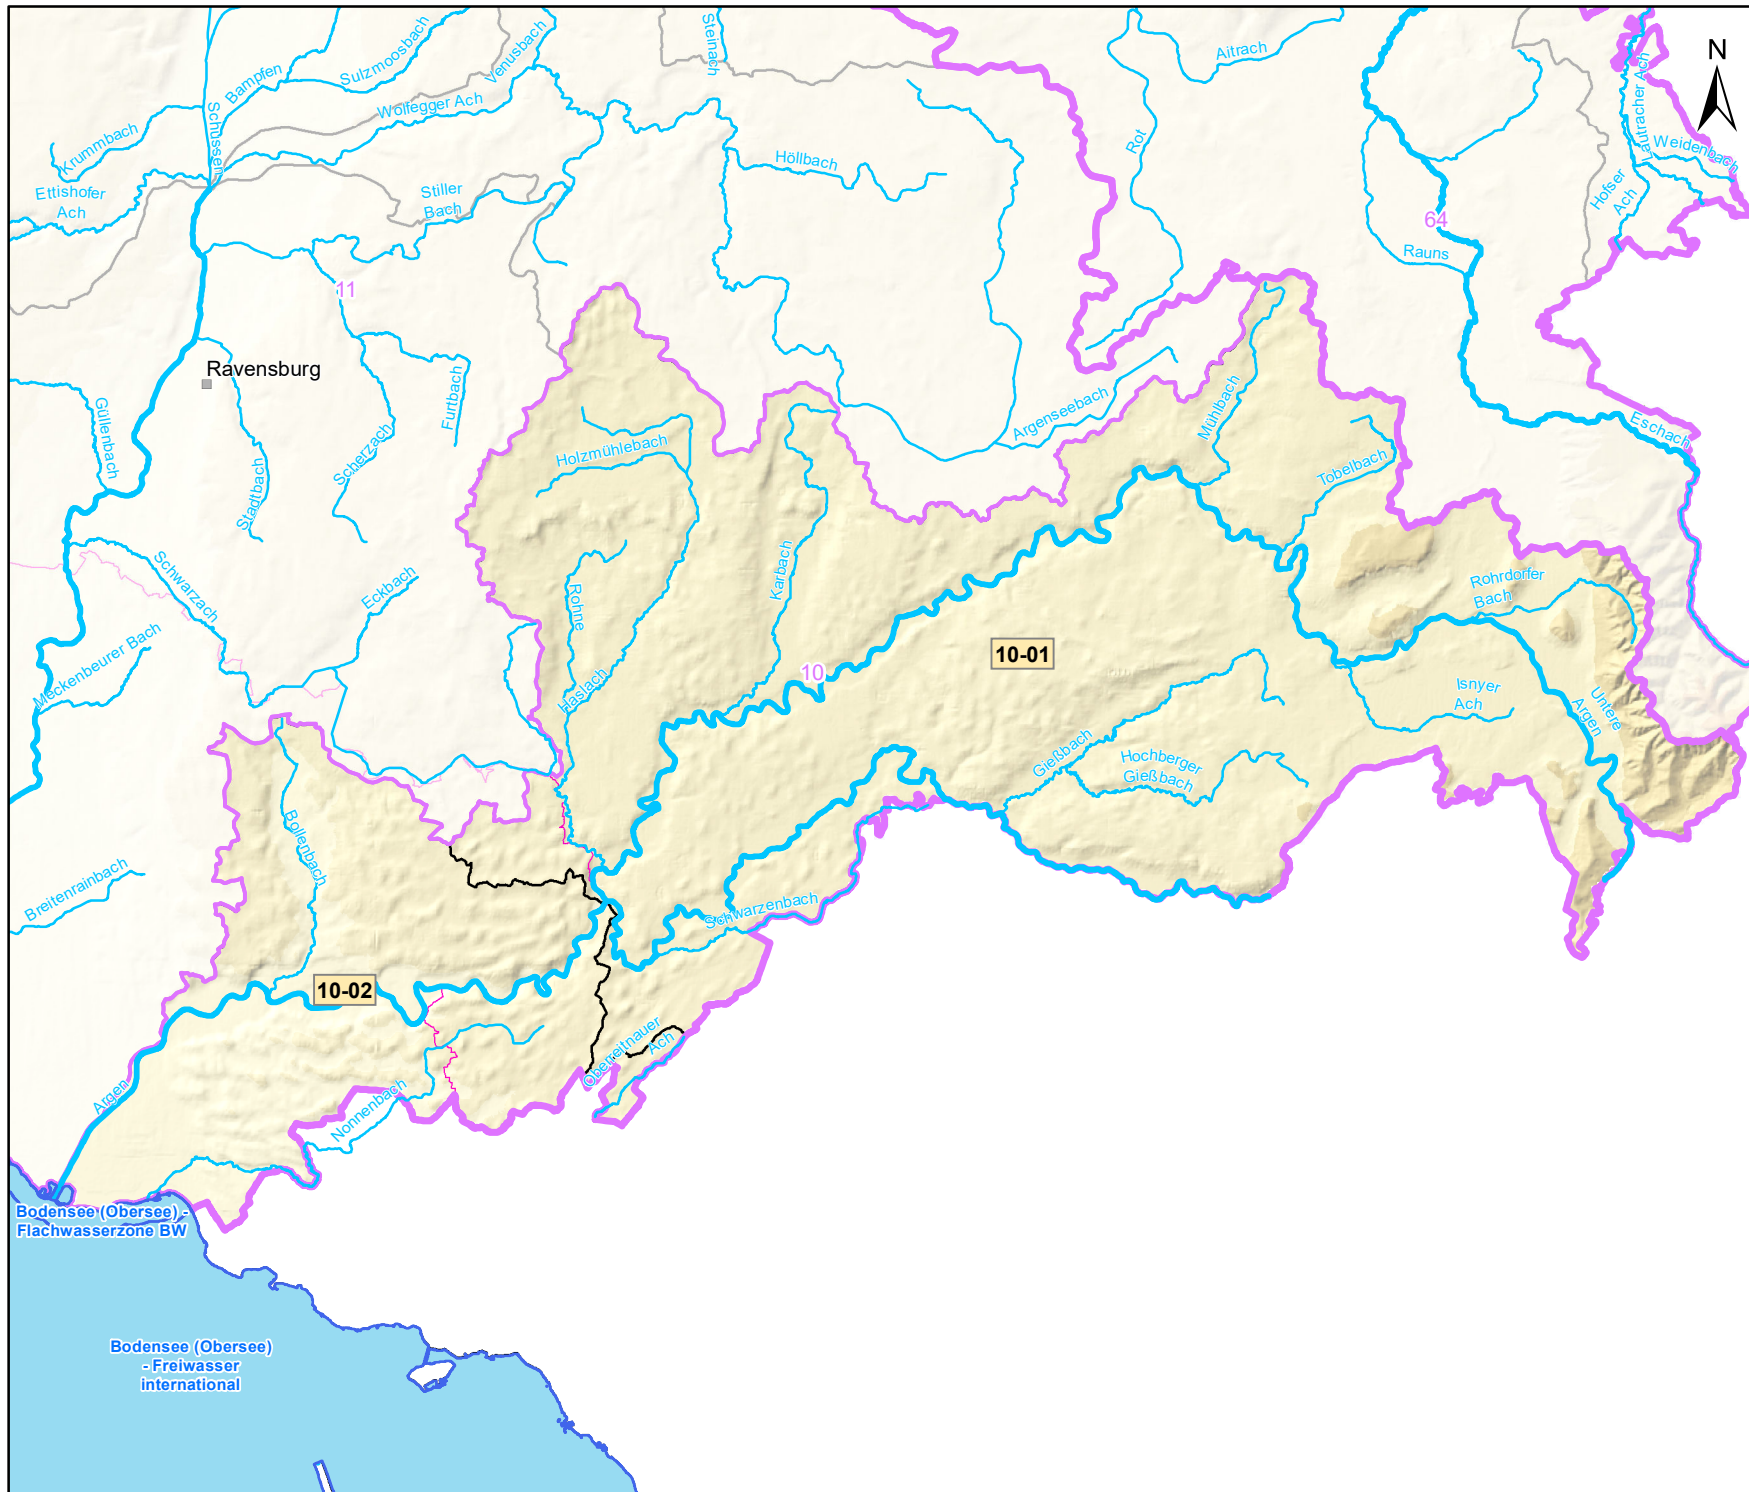 Steinach
Venusbach
Sulzmoosbach
Bampfen
Wolfegger Ach
Schussen
Krummbach
Ettishofer
Ach
Stiller
Bach
Höllbach
Aitrach
Rot
N
Lautracher Ach
Weidenbach
Hofser
Ach
64
Rauns
11
Ravensburg
Güllenbach
Stadtbach
Scherzach
Furtbach
Holzmühlebach
Argenseebach
Mühlbach
Tobelbach
Eschach
Schwarzach
Eckbach
Meckenbeurer Bach
Rohne
Karbach
Haslach
10
10-01
Rohrdorfer
Bach
Isnyer
Ach
Untere
Argen
Gießbach
Hochberger
Gießbach
Bollenbach
Breitenrainbach
Schwarzenbach
10-02
Oberreitnauer
Ach
Argen
Nonnenbach
Bodensee (Obersee) -
Flachwasserzone BW
Bodensee (Obersee)
- Freiwasser
international